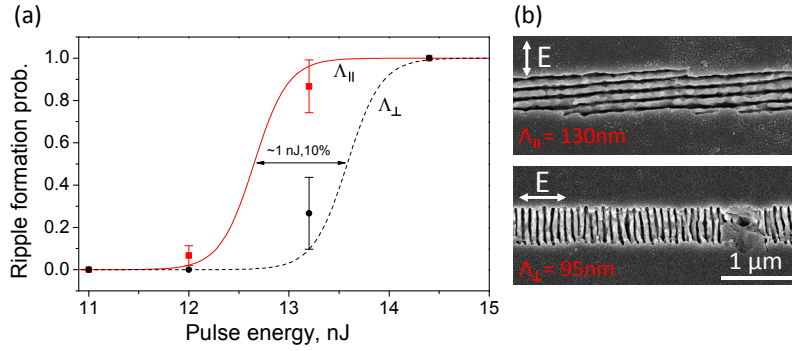 (a)
Ripple formation prob.
1.0
0.8
0.6
0.4
0.2
0.0
Λ||
Λ⊥
~1 nJ,10%
11
12
13
14
15
Pulse energy, nJ
(b)
E
Λ||= 130nm
E
Λ⊥= 95nm
1 μm